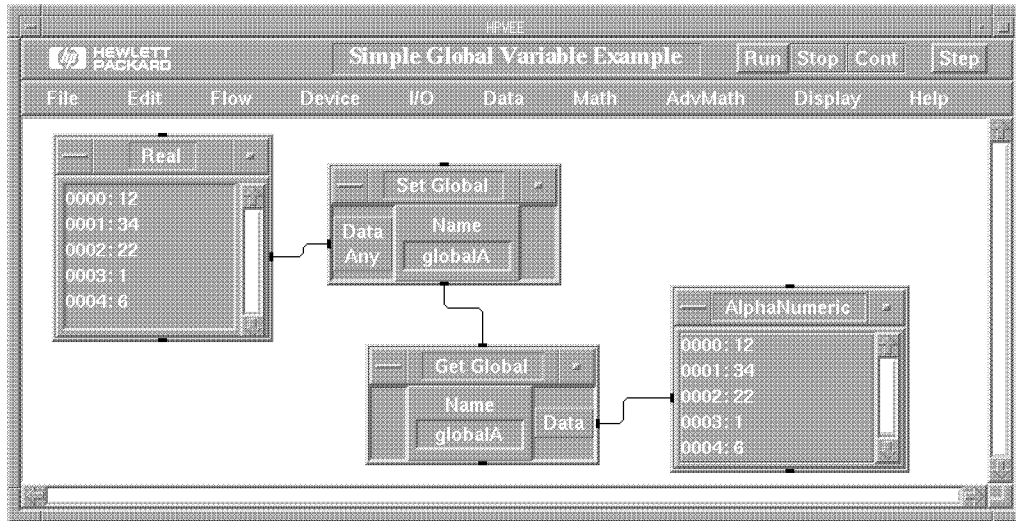 HPVEE
hp HEWLETT PACKARD
Simple Global Variable Example
Run Stop Cont Step
File Edit Flow Device I/O Data Math AdvMath Display Help
Real
0000: 12
0001: 34
0002: 22
0003: 1
0004: 6
Set Global
Data
Any
Name
globalA
Get Global
Name
globalA
Data
AlphaNumeric
0000: 12
0001: 34
0002: 22
0003: 1
0004: 6